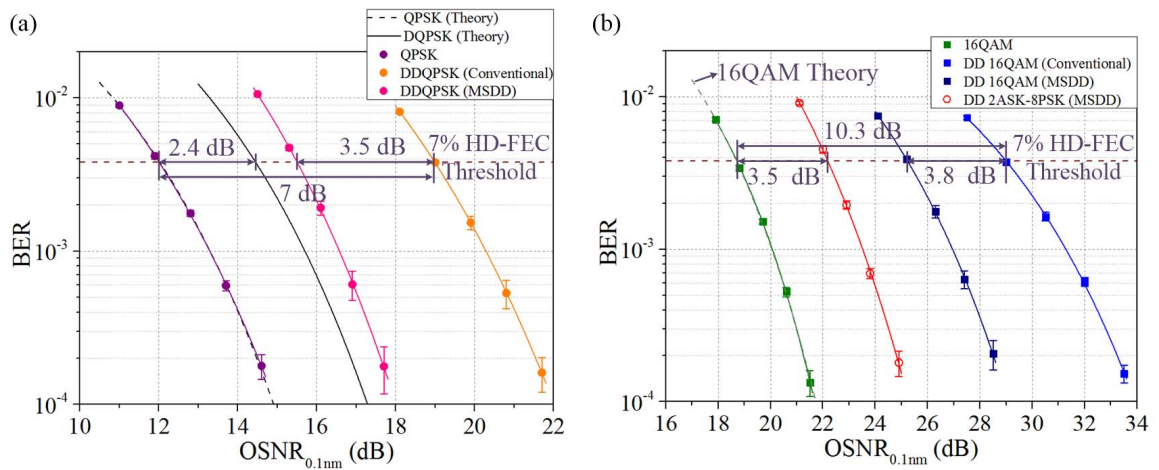 (a)
QPSK (Theory)
DQPSK (Theory)
QPSK
DDQPSK (Conventional)
DDQPSK (MSDD)
10⁻²
10⁻³
10⁻⁴
BER
2.4 dB
3.5 dB
7 dB
7% HD-FEC
Threshold
10 12 14 16 18 20 22
OSNR0.1nm (dB)
(b)
16QAM
DD 16QAM (Conventional)
DD 16QAM (MSDD)
DD 2ASK-8PSK (MSDD)
16QAM Theory
10⁻²
10⁻³
10⁻⁴
BER
10.3 dB
3.5 dB
3.8 dB
7% HD-FEC
Threshold
16 18 20 22 24 26 28 30 32 34
OSNR0.1nm (dB)